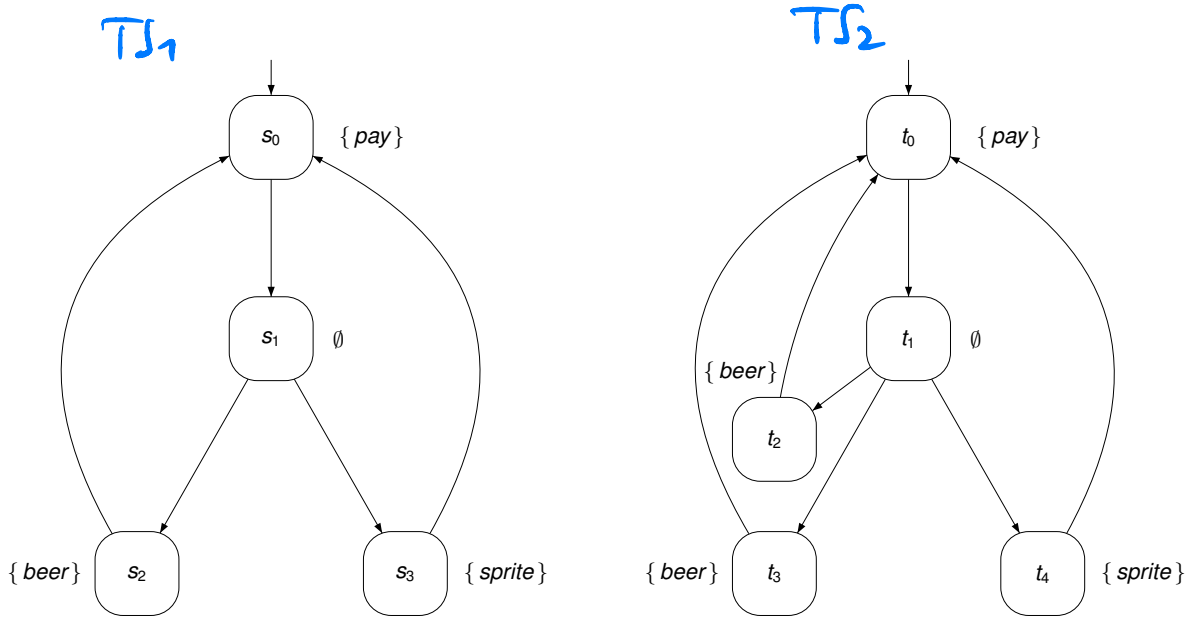 TS₁
TS₂
s₀
{ pay }
t₀
{ pay }
s₁
∅
t₁
∅
{ beer }
t₂
{ beer }
s₂
s₃
{ sprite }
{ beer }
t₃
t₄
{ sprite }